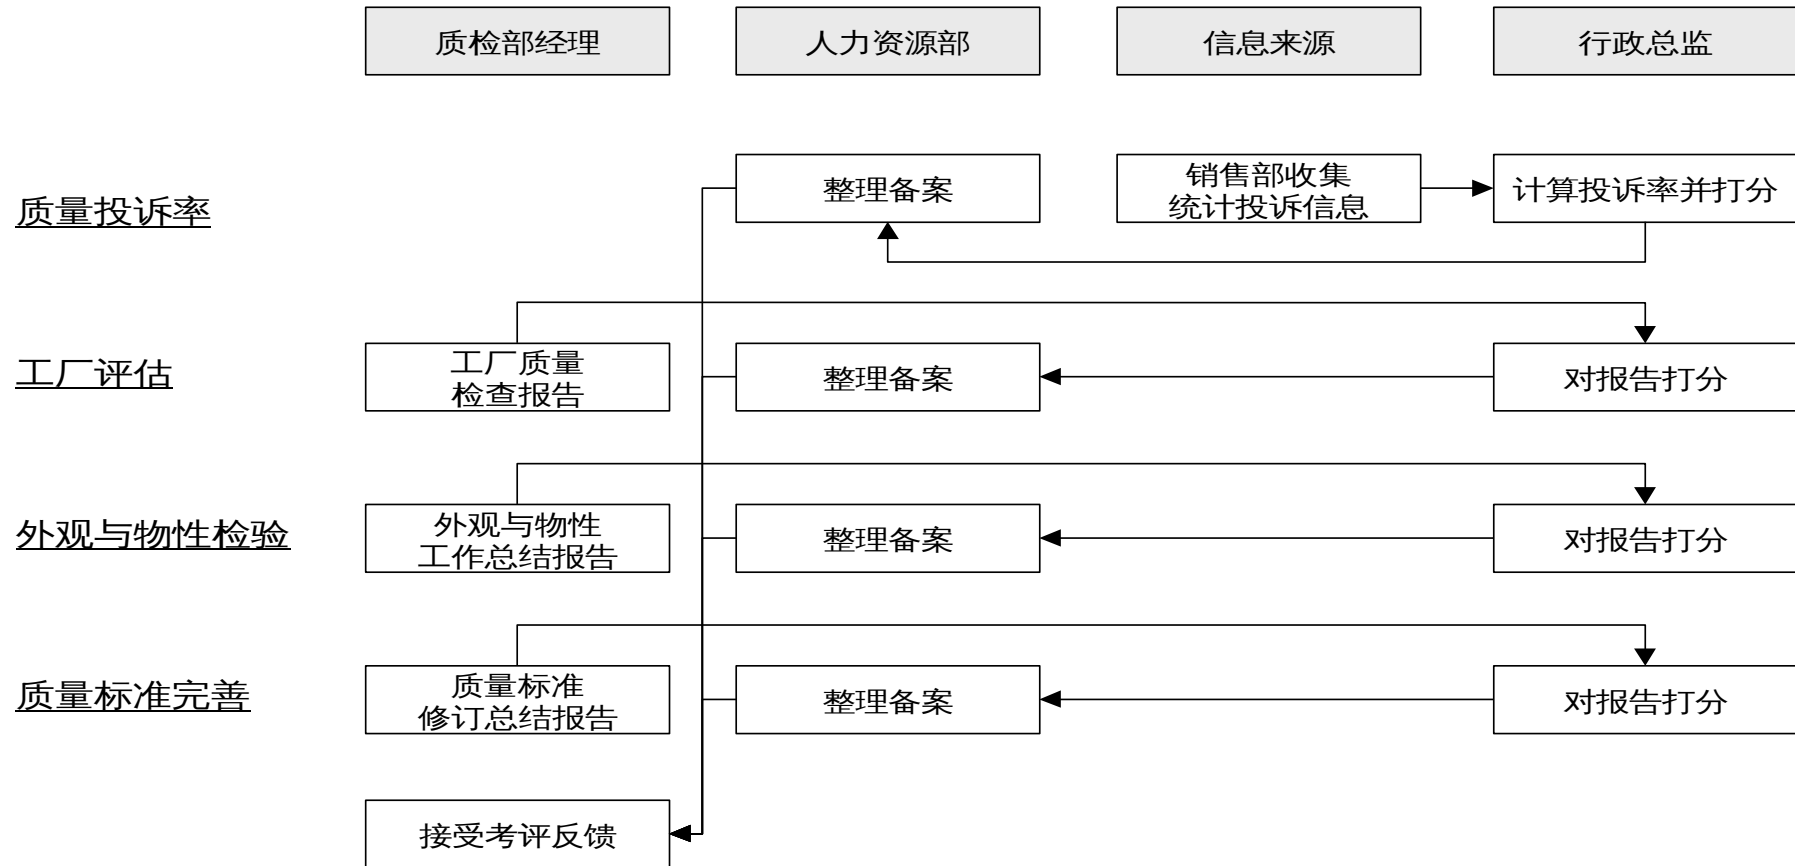 质检部经理
人力资源部
信息来源
行政总监
质量投诉率
整理备案
销售部收集
统计投诉信息
计算投诉率并打分
工厂评估
工厂质量
检查报告
整理备案
对报告打分
外观与物性检验
外观与物性
工作总结报告
整理备案
对报告打分
质量标准完善
质量标准
修订总结报告
整理备案
对报告打分
接受考评反馈